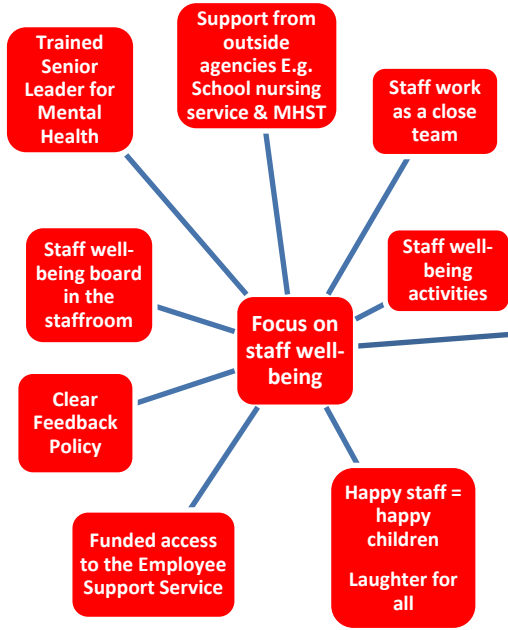 Trained
Senior
Leader for
Mental
Health
Support from
outside
agencies E.g.
School nursing
service & MHST
Staff work
as a close
team
Staff well-
being board
in the
staffroom
Staff well-
being
activities
Focus on
staff well-
being
Clear
Feedback
Policy
Funded access
to the Employee
Support Service
Happy staff =
happy
children
Laughter for
all